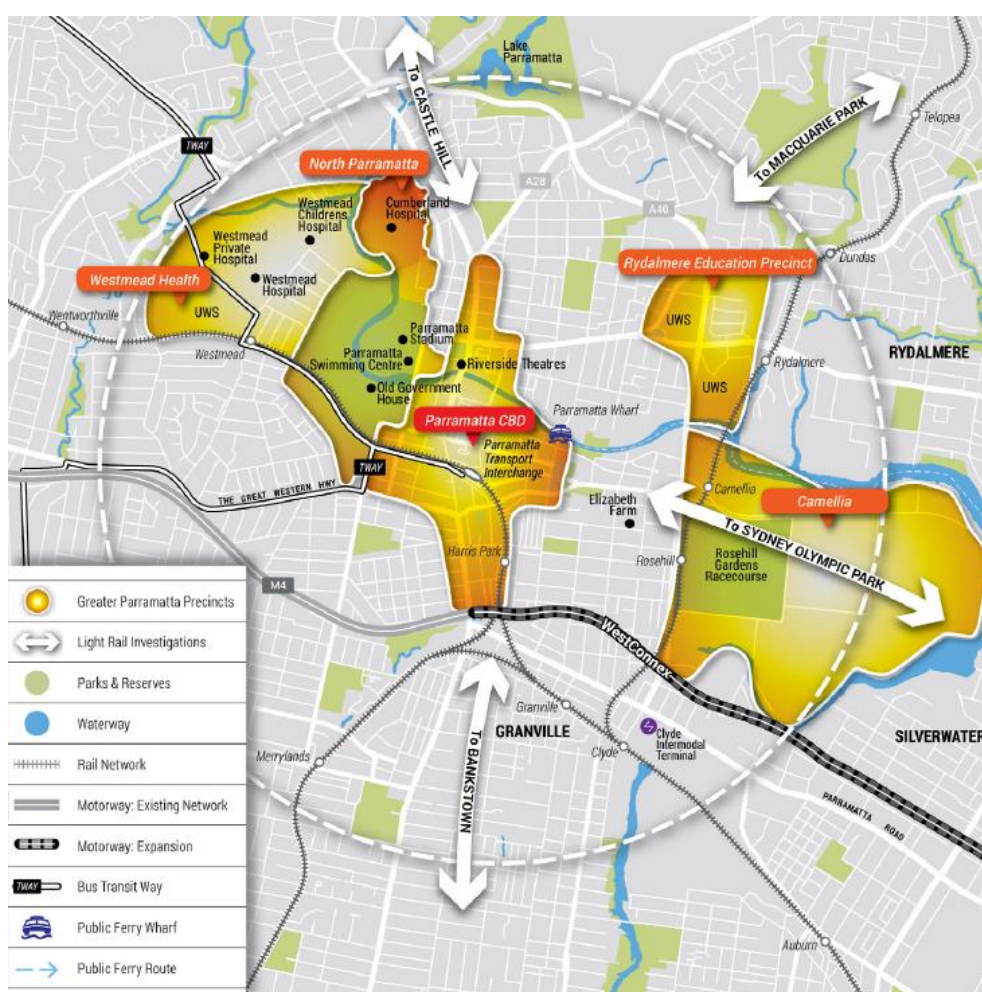 Lake
Parramatta
To CASTLE HILL
To MACQUARIE PARK
Telopea
TWAY
North Parramatta
A28
Westmead
Childrens
Hospital
Cumberland
Hospital
A40
Westmead
Private
Hospital
Dundas
Rydalmere Education Precinct
Westmead Health
Westmead
Hospital
UWS
Wentworthville
UWS
Parramatta
Stadium
Westmead
Parramatta
Swimming Centre
Riverside Theatres
Rydalmere
RYDALMERE
UWS
Old Government
House
Parramatta CBD
Parramatta Wharf
Parramatta
Transport
Interchange
TWAY
THE GREAT WESTERN HWY
Camellia
Camellia
Elizabeth
Farm
To SYDNEY OLYMPIC PARK
Harris Park
Rosehill
Rosehill
Gardens
Racecourse
M4
WestConnex
Granville
GRANVILLE
Clyde
Clyde
Intermodal
Terminal
SILVERWATER
Merrylands
To BANKSTOWN
PARRAMATTA ROAD
Auburn
Greater Parramatta Precincts
Light Rail Investigations
Parks & Reserves
Waterway
Rail Network
Motorway: Existing Network
Motorway: Expansion
TWAY
Bus Transit Way
Public Ferry Wharf
Public Ferry Route